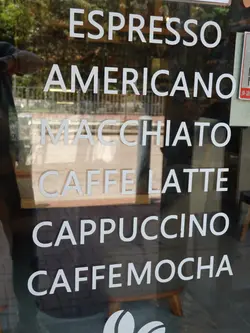 ESPRESSO
AMERICANO
MACCHIATO
CAFFE LATTE
CAPPUCCINO
CAFFEMOCHA